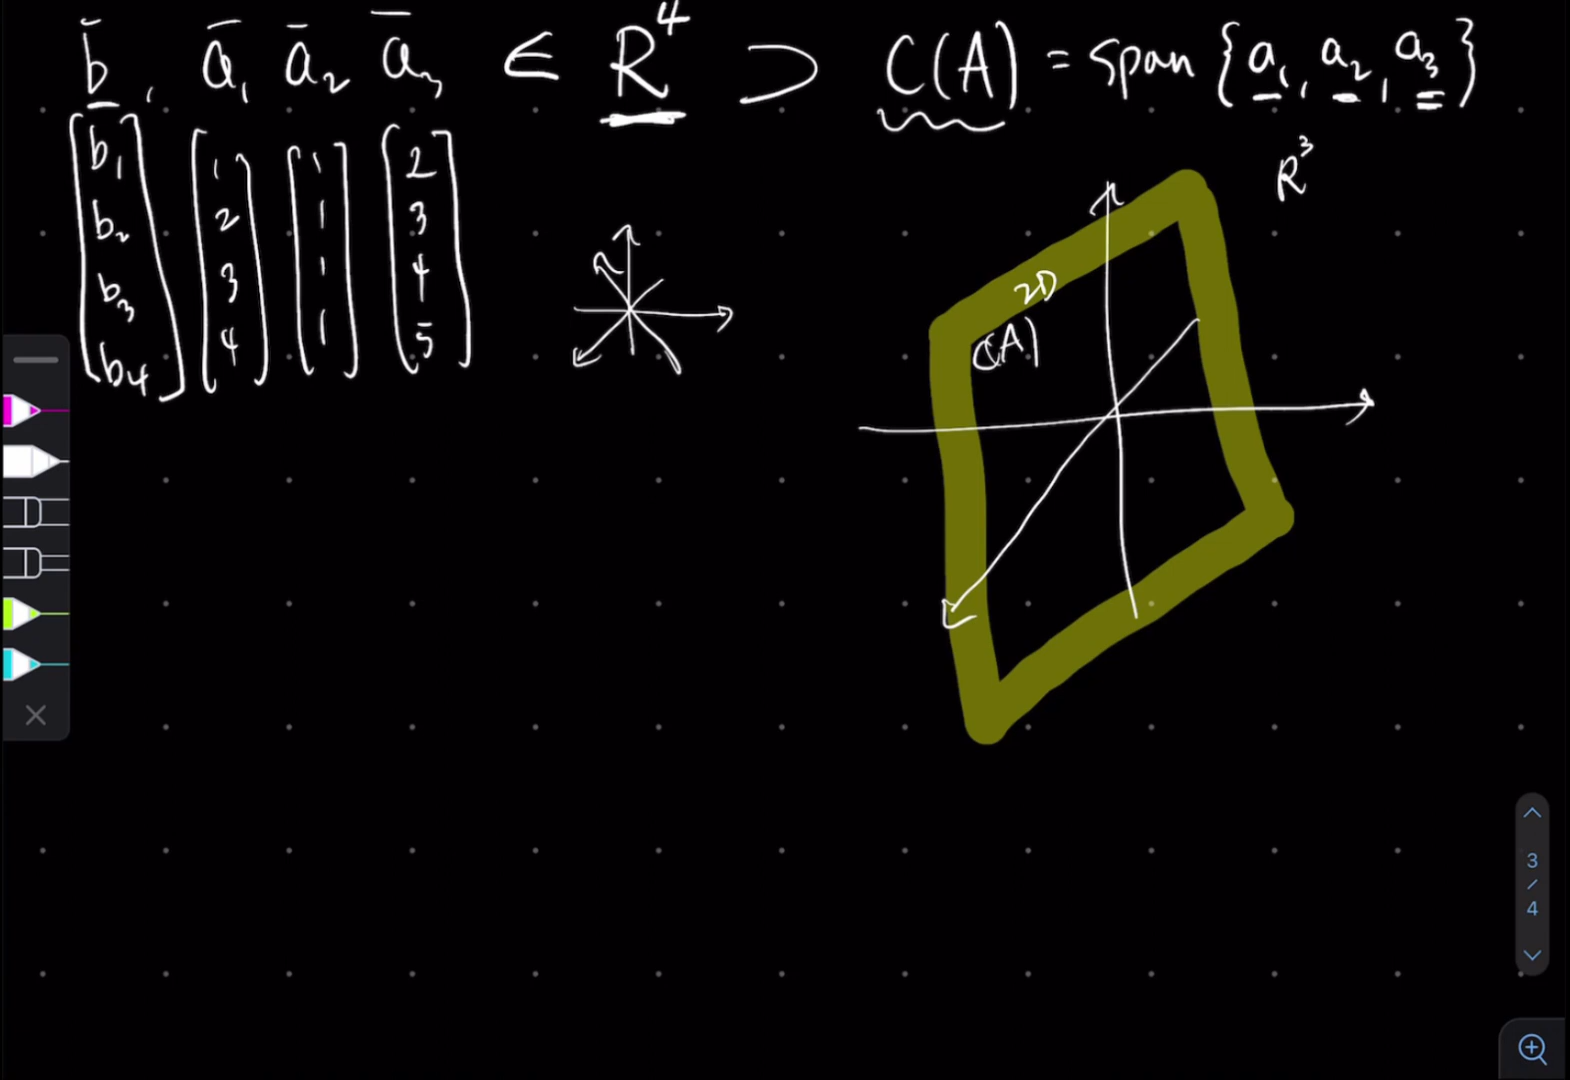 b̄, ā₁ ā₂ ā₃ ∈ R⁴ ⊃ C(A) = span {a₁, a₂, a₃}
R³
b₁ 1 1 2
b₂ 2 1 3
b₃ 3 1 4
b₄ 4 1 5
2D
C(A)
3
/
4